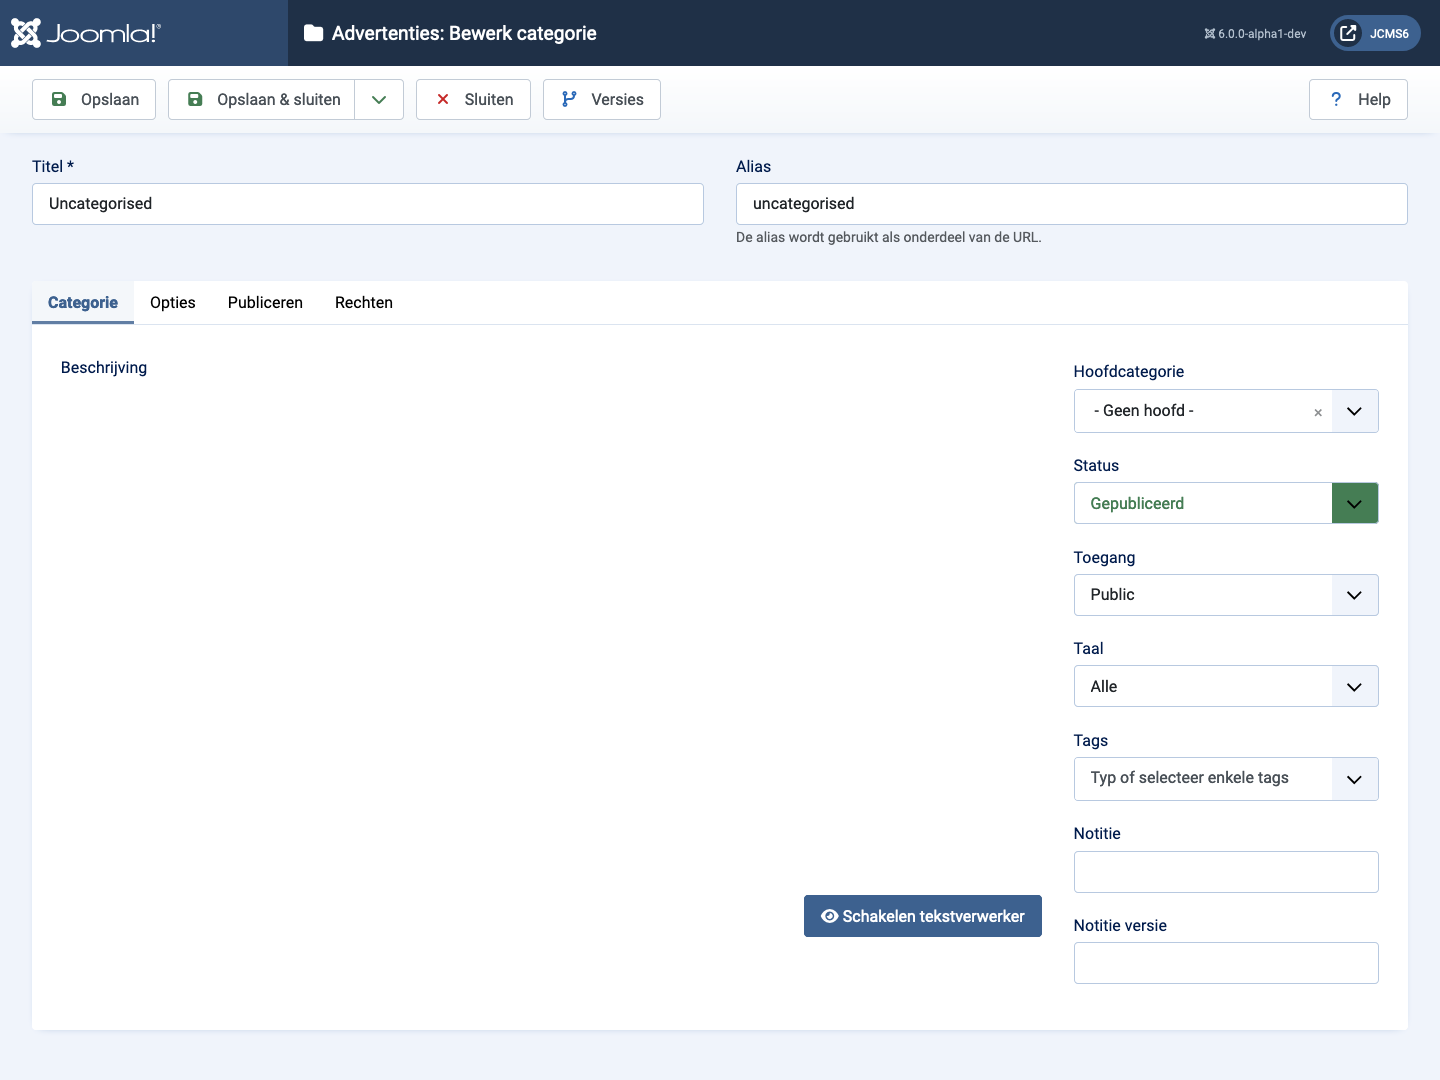 Joomla!®
Advertenties: Bewerk categorie
6.0.0-alpha1-dev
JCMS6
Opslaan
Opslaan & sluiten
Sluiten
Versies
? Help
Titel *
Uncategorised
Alias
uncategorised
De alias wordt gebruikt als onderdeel van de URL.
Categorie Opties Publiceren Rechten
Beschrijving
Schakelen tekstverwerker
Hoofdcategorie
- Geen hoofd - ×
Status
Gepubliceerd
Toegang
Public
Taal
Alle
Tags
Typ of selecteer enkele tags
Notitie
Notitie versie